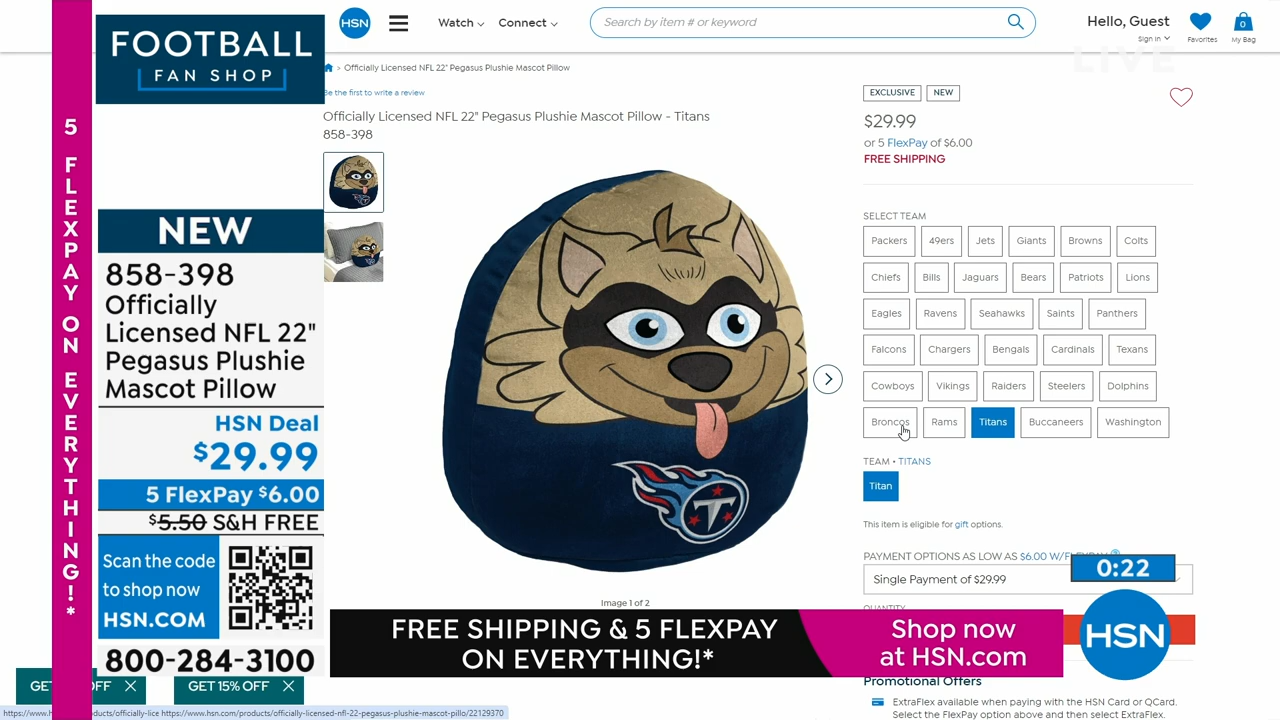 FOOTBALL
FAN SHOP
5 FLEXPAY ON EVERYTHING!*
NEW
858-398
Officially
Licensed NFL 22"
Pegasus Plushie
Mascot Pillow
HSN Deal
$29.99
5 FlexPay $6.00
$5.50 S&H FREE
Scan the code
to shop now
HSN.COM
800-284-3100
HSN
Watch
Connect
Search by item # or keyword
Hello, Guest
Sign in
Favorites
0
My Bag
LIVE
> Officially Licensed NFL 22" Pegasus Plushie Mascot Pillow
Be the first to write a review
Officially Licensed NFL 22" Pegasus Plushie Mascot Pillow - Titans
858-398
T
Image 1 of 2
EXCLUSIVE NEW
$29.99
or 5 FlexPay of $6.00
FREE SHIPPING
SELECT TEAM
Packers 49ers Jets Giants Browns Colts
Chiefs Bills Jaguars Bears Patriots Lions
Eagles Ravens Seahawks Saints Panthers
Falcons Chargers Bengals Cardinals Texans
Cowboys Vikings Raiders Steelers Dolphins
Broncos Rams Titans Buccaneers Washington
TEAM • TITANS
Titan
This item is eligible for gift options.
PAYMENT OPTIONS AS LOW AS $6.00 W/FLEXPAY
Single Payment of $29.99
0:22
QUANTITY
FREE SHIPPING & 5 FLEXPAY
ON EVERYTHING!*
Shop now
at HSN.com
HSN
Promotional Offers
ExtraFlex available when paying with the HSN Card or QCard.
Select the FlexPay option above and then select ExtraFlex.
GET OFF
GET 15% OFF
https://www.hsn.com/products/officially-licensed-nfl-22-pegasus-plushie-mascot-pillo/22129370